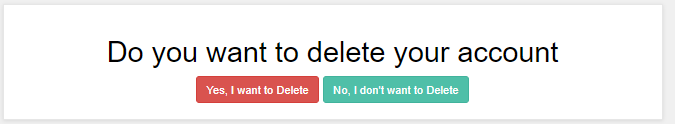 Do you want to delete your account
Yes, I want to Delete No, I don't want to Delete